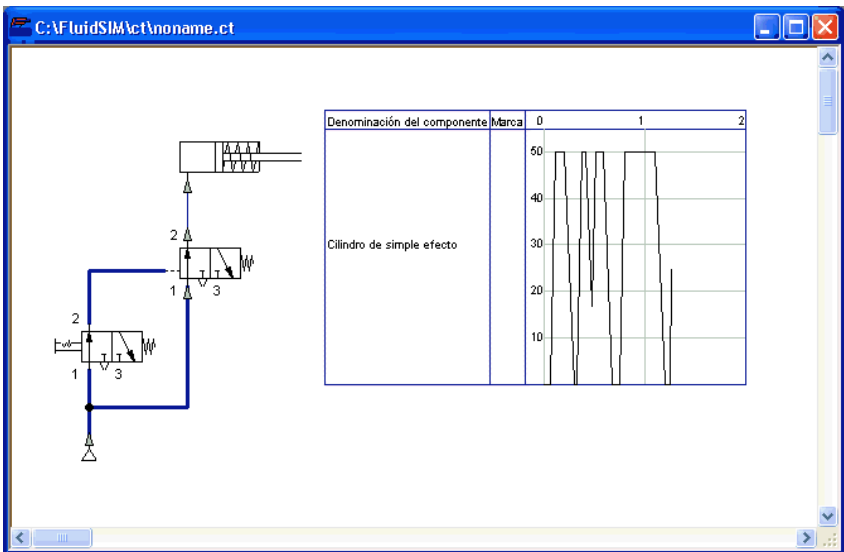 C:\FluidSIM\ct\noname.ct
Denominación del componente Marca 0 1 2
50
40
Cilindro de simple efecto 30
20
10
2
1 3
2
1 3